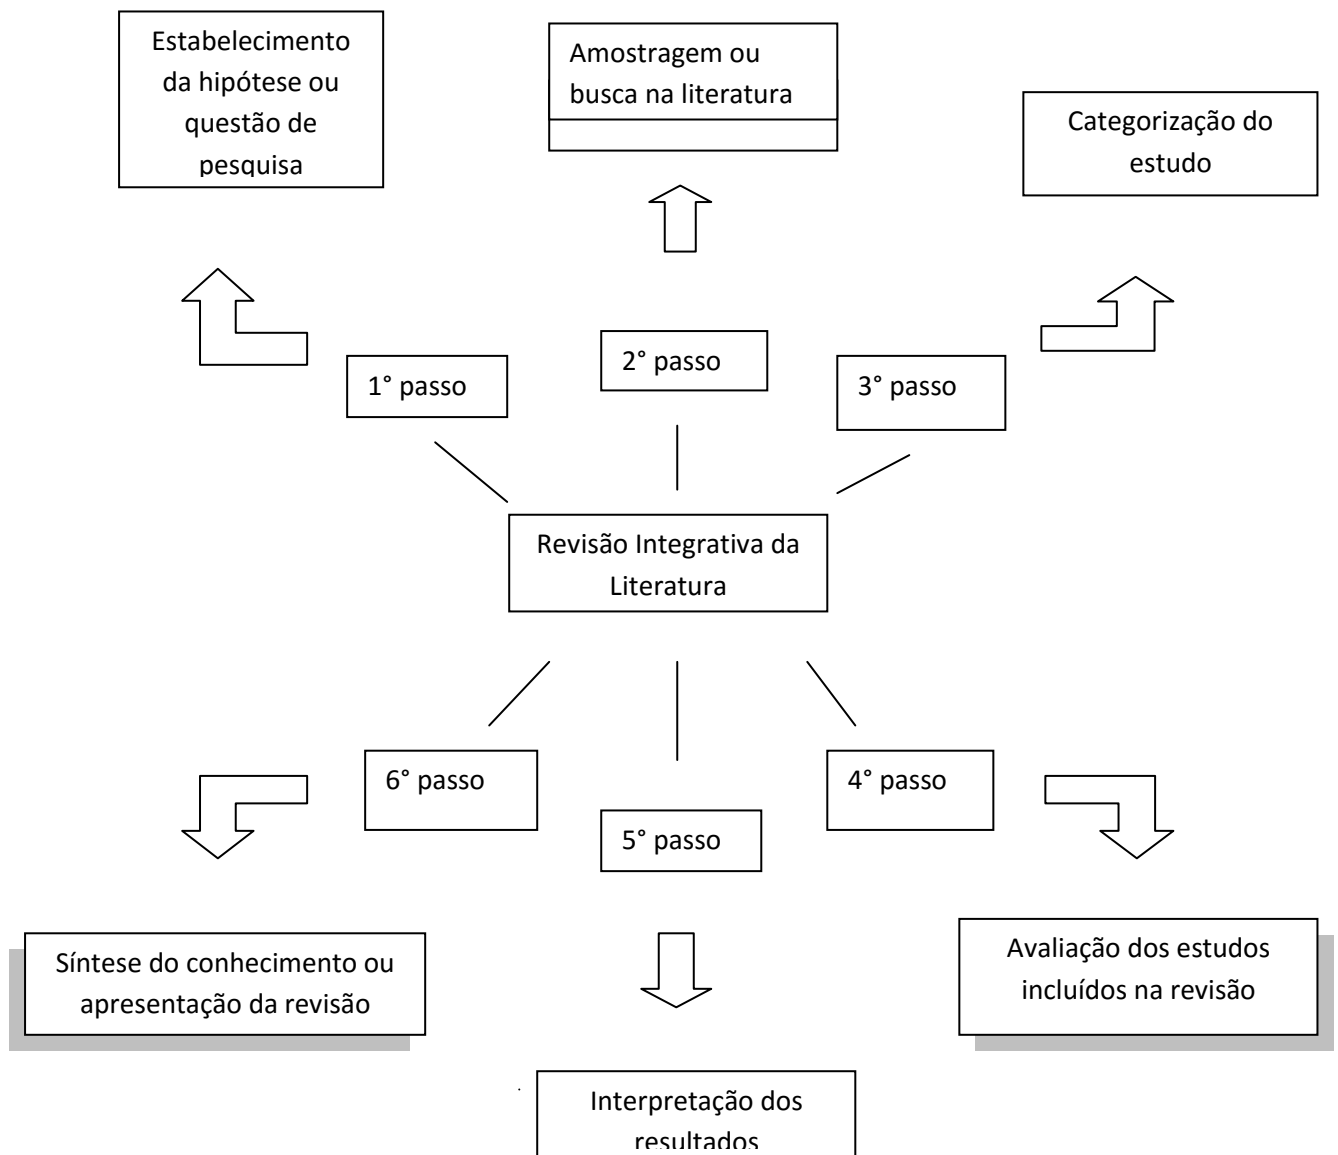 Estabelecimento
da hipótese ou
questão de
pesquisa
Amostragem ou
busca na literatura
Categorização do
estudo
1° passo
2° passo
3° passo
Revisão Integrativa da
Literatura
6° passo
5° passo
4° passo
Síntese do conhecimento ou
apresentação da revisão
Avaliação dos estudos
incluídos na revisão
Interpretação dos
resultados